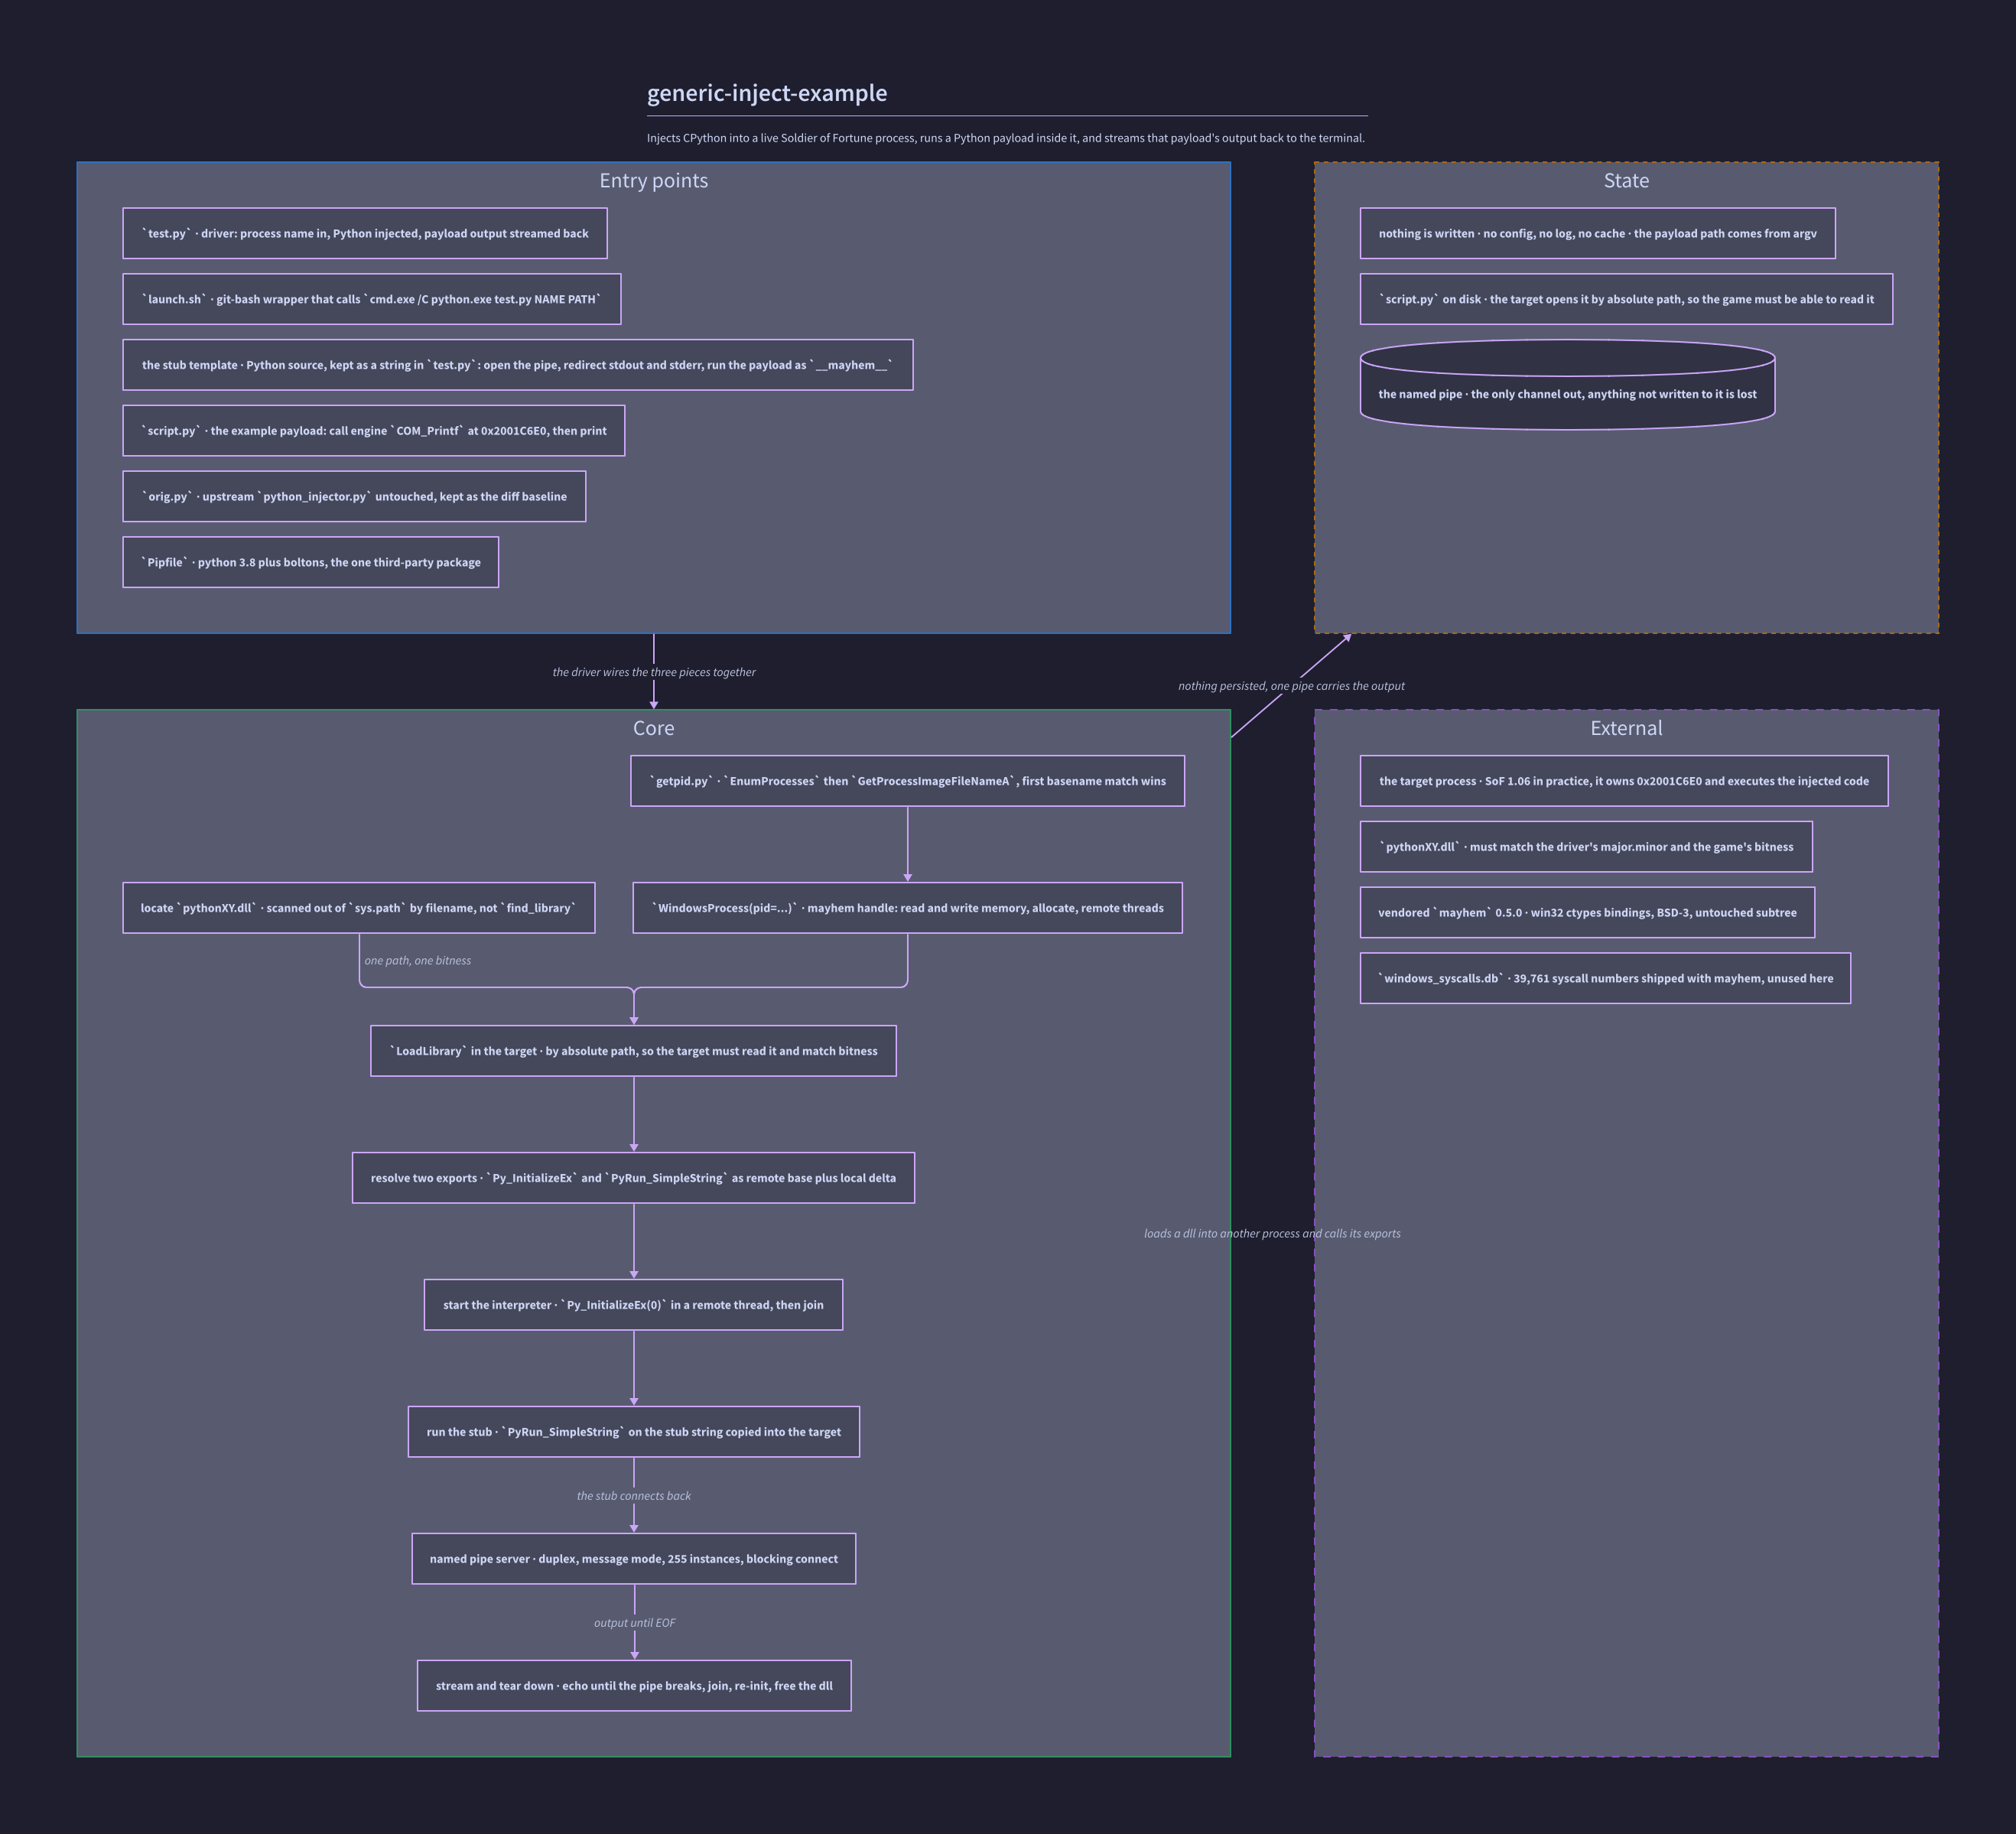 generic-inject-example
Injects CPython into a live Soldier of Fortune process, runs a Python payload inside it, and streams that payload's output back to the terminal.
Entry points
`test.py` · driver: process name in, Python injected, payload output streamed back
`launch.sh` · git-bash wrapper that calls `cmd.exe /C python.exe test.py NAME PATH`
the stub template · Python source, kept as a string in `test.py`: open the pipe, redirect stdout and stderr, run the payload as `__mayhem__`
`script.py` · the example payload: call engine `COM_Printf` at 0x2001C6E0, then print
`orig.py` · upstream `python_injector.py` untouched, kept as the diff baseline
`Pipfile` · python 3.8 plus boltons, the one third-party package
State
nothing is written · no config, no log, no cache · the payload path comes from argv
`script.py` on disk · the target opens it by absolute path, so the game must be able to read it
the named pipe · the only channel out, anything not written to it is lost
the driver wires the three pieces together
nothing persisted, one pipe carries the output
Core
`getpid.py` · `EnumProcesses` then `GetProcessImageFileNameA`, first basename match wins
locate `pythonXY.dll` · scanned out of `sys.path` by filename, not `find_library`
`WindowsProcess(pid=...)` · mayhem handle: read and write memory, allocate, remote threads
one path, one bitness
`LoadLibrary` in the target · by absolute path, so the target must read it and match bitness
resolve two exports · `Py_InitializeEx` and `PyRun_SimpleString` as remote base plus local delta
start the interpreter · `Py_InitializeEx(0)` in a remote thread, then join
run the stub · `PyRun_SimpleString` on the stub string copied into the target
the stub connects back
named pipe server · duplex, message mode, 255 instances, blocking connect
output until EOF
stream and tear down · echo until the pipe breaks, join, re-init, free the dll
loads a dll into another process and calls its exports
External
the target process · SoF 1.06 in practice, it owns 0x2001C6E0 and executes the injected code
`pythonXY.dll` · must match the driver's major.minor and the game's bitness
vendored `mayhem` 0.5.0 · win32 ctypes bindings, BSD-3, untouched subtree
`windows_syscalls.db` · 39,761 syscall numbers shipped with mayhem, unused here